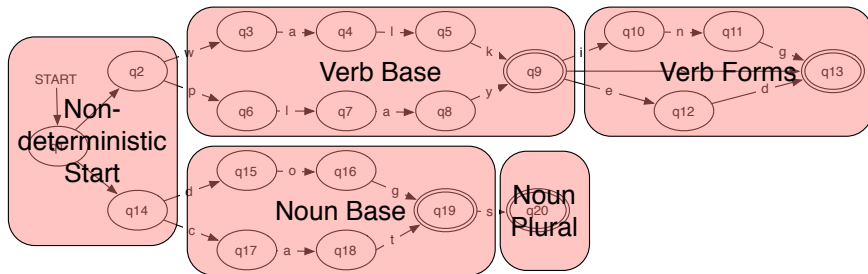 START
Non-
deterministic
Start
q2
q14
w
p
q3
a
q4
l
q5
k
Verb Base
q6
l
q7
a
q8
y
q9
i
e
q10
n
q11
g
Verb Forms
q13
q12
d
d
c
q15
o
q16
g
Noun Base
q19
q17
a
q18
t
s
Noun
q20
Plural